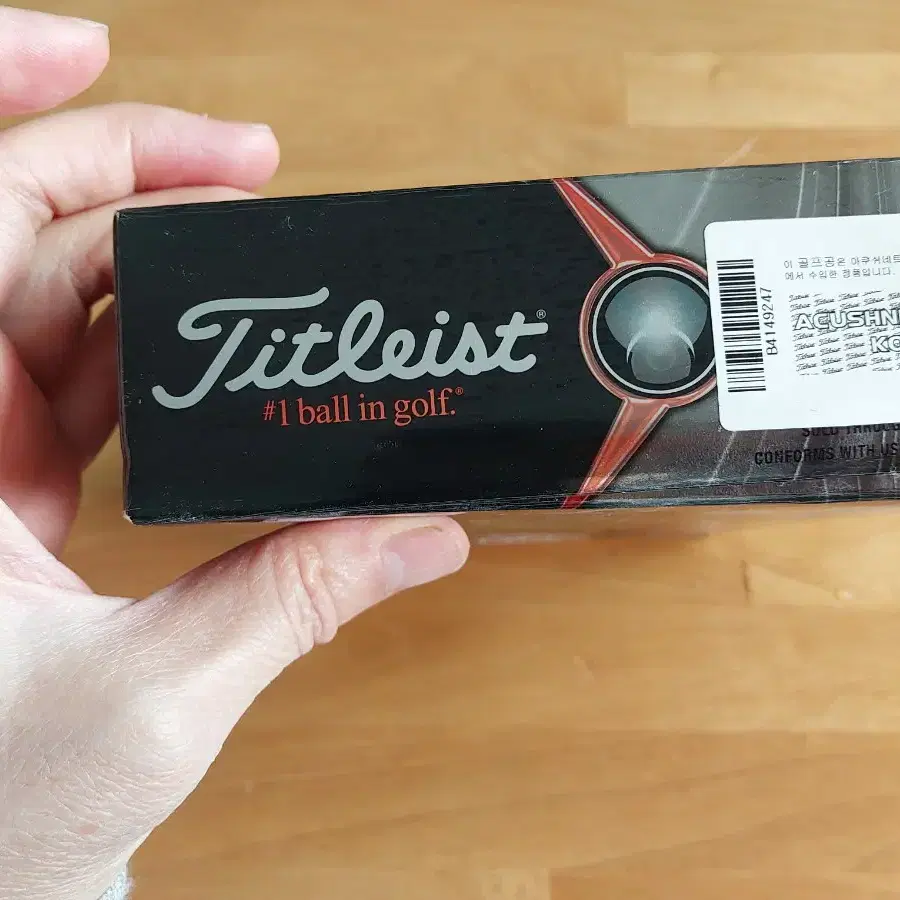 Titleist®
#1 ball in golf.®
이 골프공은 아쿠쉬네트
에서 수입한 정품입니다.
B4149247
ACUSHN
KO
CONFORMS WITH US